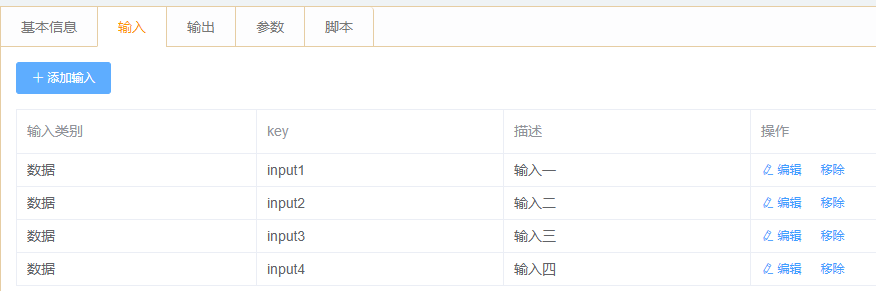 基本信息 输入 输出 参数 脚本
+ 添加输入
输入类别 key 描述 操作
数据 input1 输入一 编辑 移除
数据 input2 输入二 编辑 移除
数据 input3 输入三 编辑 移除
数据 input4 输入四 编辑 移除